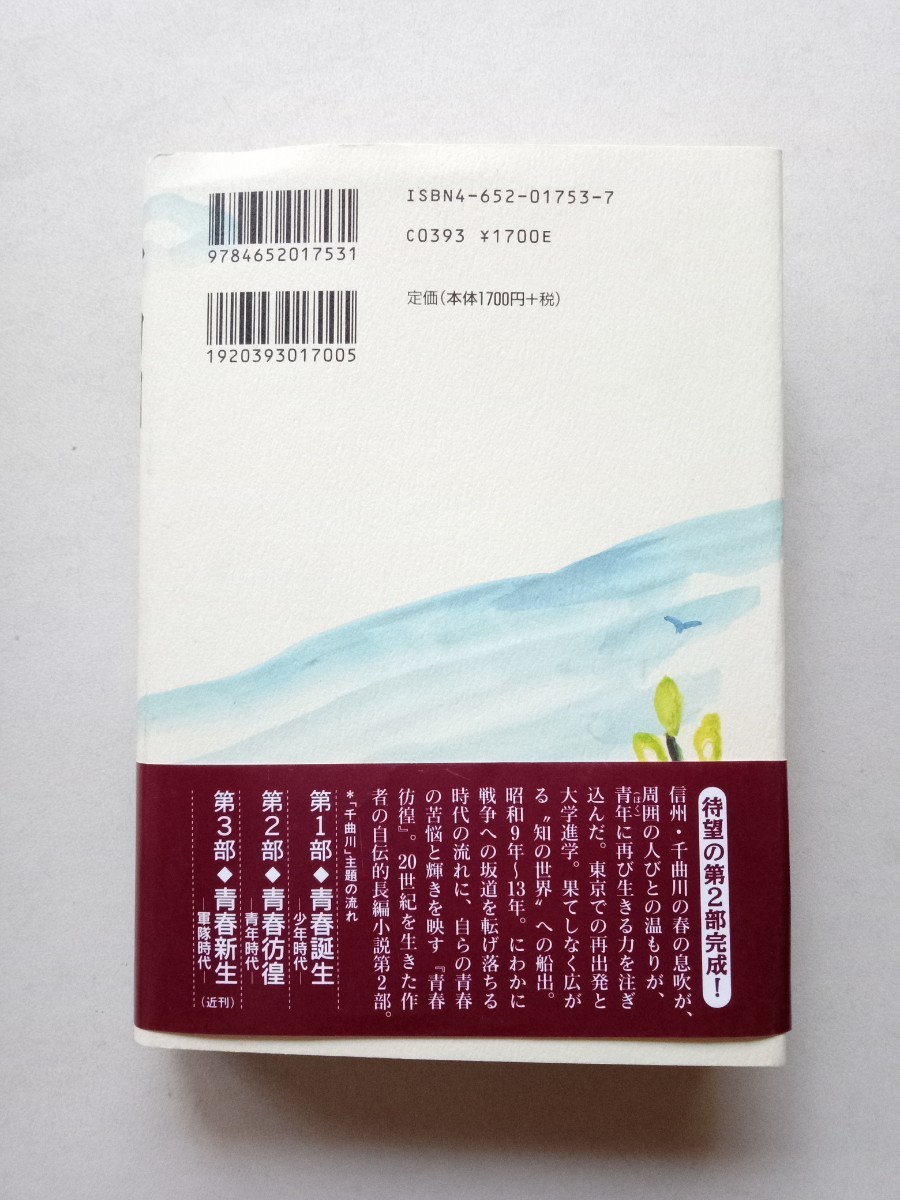 ISBN4-652-01753-7
C0393 ¥1700E
9784652017531
定価(本体1700円+税)
1920393017005
待望の第2部完成!
信州・千曲川の春の息吹が、
周囲の人びとの温もりが、
青年(ぼく)に再び生きる力を注ぎ
込んだ。東京での再出発と
大学進学。果てしなく広が
る〝知の世界〟への船出。
昭和9年〜13年。にわかに
戦争への坂道を転げ落ちる
時代の流れに、自らの青春
の苦悩と輝きを映す『青春
彷徨』。20世紀を生きた作
者の自伝的長編小説第2部。
*「千曲川」主題の流れ
第1部◆青春誕生
―少年時代―
第2部◆青春彷徨
―青年時代―
第3部◆青春新生
―軍隊時代―(近刊)